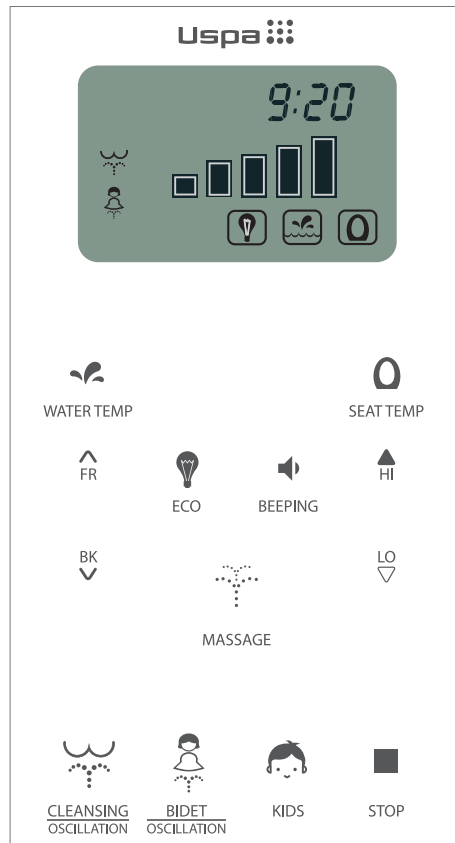 Uspa
9:20
WATER TEMP
SEAT TEMP
FR
HI
ECO
BEEPING
BK
LO
MASSAGE
CLEANSING
OSCILLATION
BIDET
OSCILLATION
KIDS
STOP